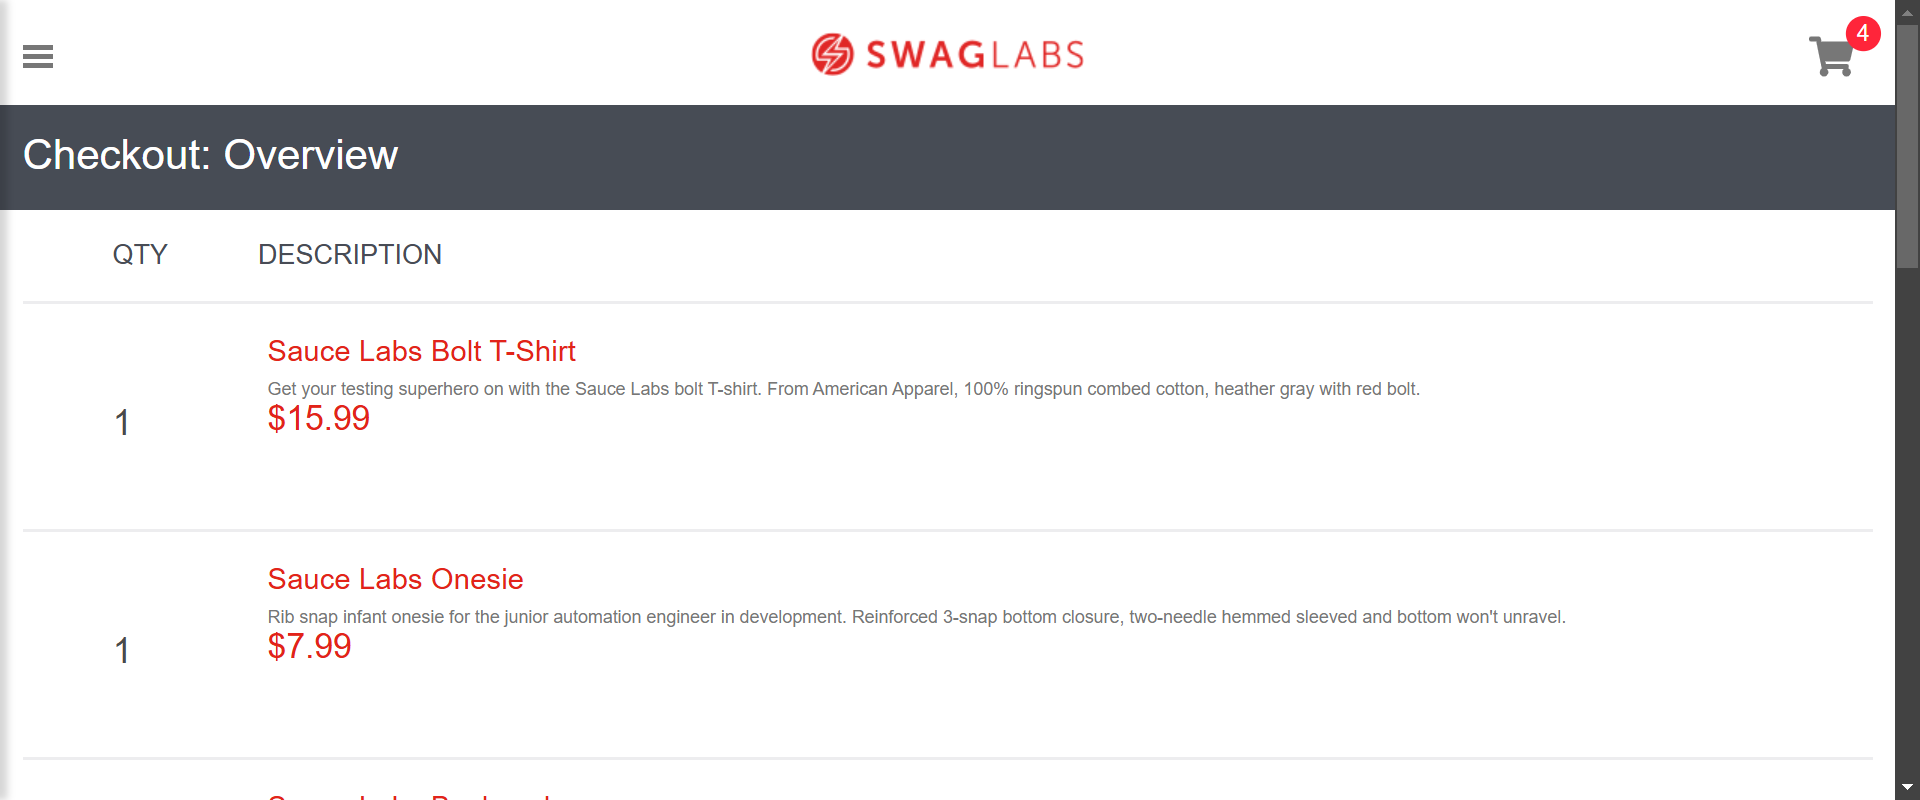 SWAGLABS
4
Checkout: Overview
QTY DESCRIPTION
Sauce Labs Bolt T-Shirt
Get your testing superhero on with the Sauce Labs bolt T-shirt. From American Apparel, 100% ringspun combed cotton, heather gray with red bolt.
1
$15.99
Sauce Labs Onesie
Rib snap infant onesie for the junior automation engineer in development. Reinforced 3-snap bottom closure, two-needle hemmed sleeved and bottom won't unravel.
1
$7.99